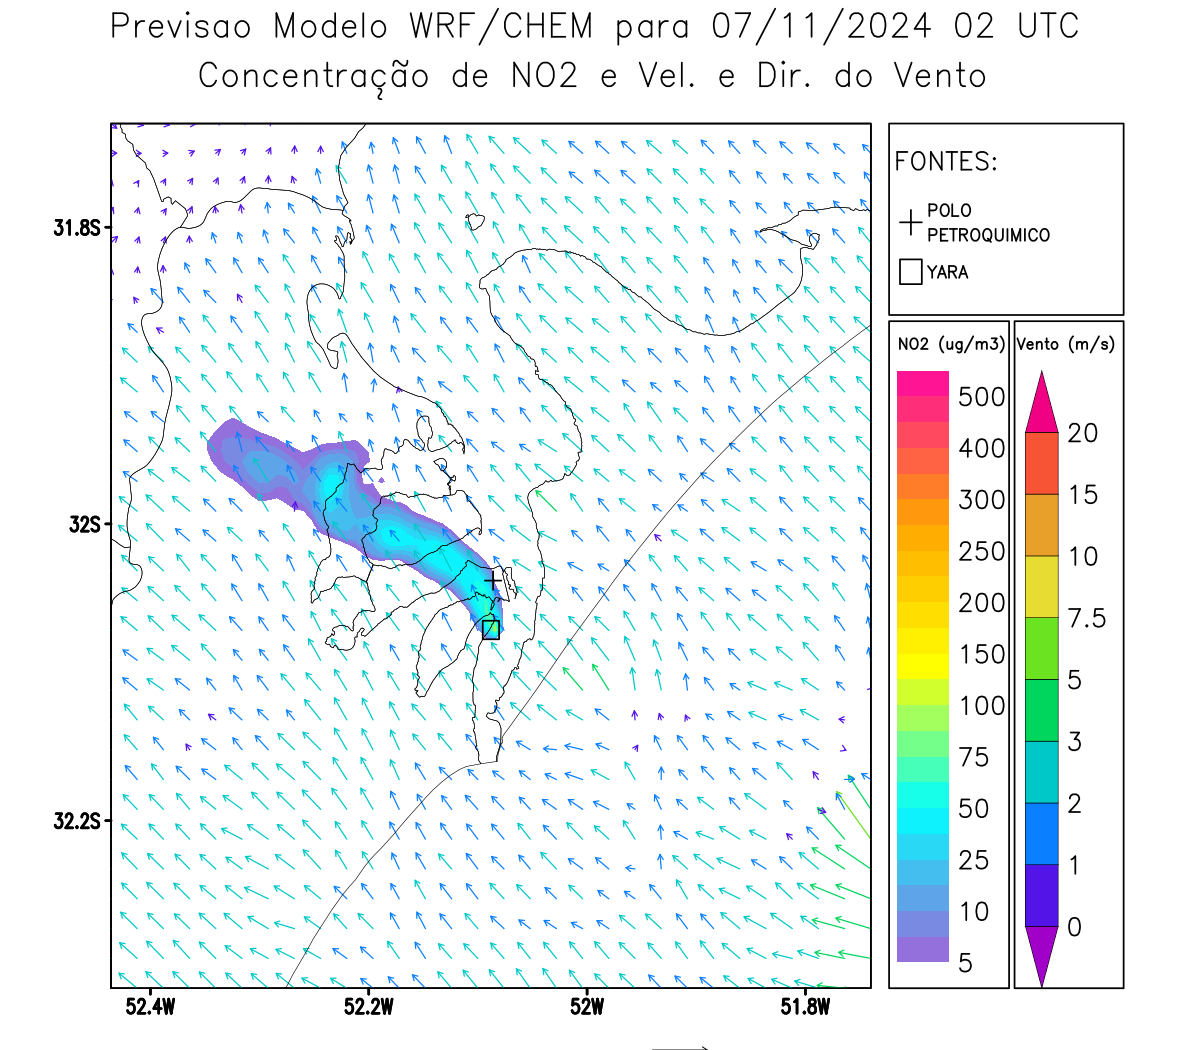 Previsao Modelo WRF/CHEM para 07/11/2024 02 UTC
Concentração de NO2 e Vel. e Dir. do Vento
FONTES:
POLO
PETROQUIMICO
YARA
NO2 (ug/m3)
500
400
300
250
200
150
100
75
50
25
10
5
Vento (m/s)
20
15
10
7.5
5
3
2
1
0
31.8S
32S
32.2S
52.4W
52.2W
52W
51.8W